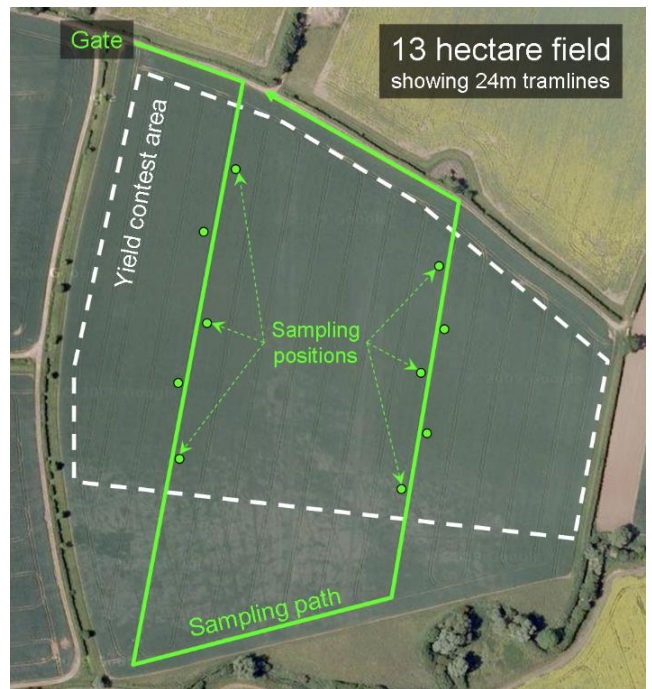 Gate
13 hectare field
showing 24m tramlines
Yield contest area
Sampling
positions
Sampling path